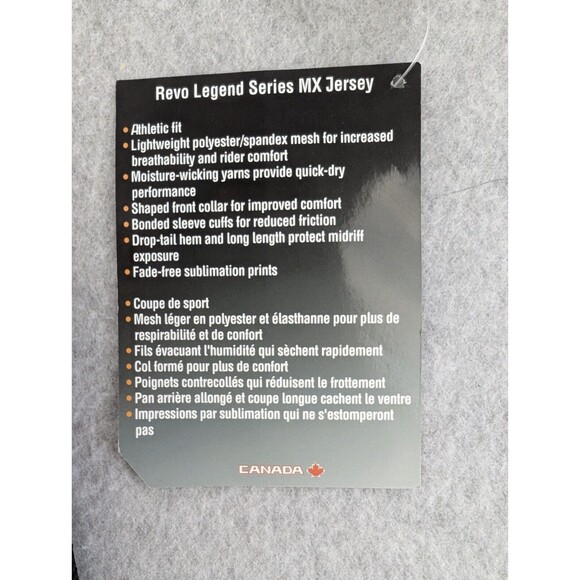 Revo Legend Series MX Jersey
• Athletic fit
• Lightweight polyester/spandex mesh for increased
breathability and rider comfort
• Moisture-wicking yarns provide quick-dry
performance
• Shaped front collar for improved comfort
• Bonded sleeve cuffs for reduced friction
• Drop-tail hem and long length protect midriff
exposure
• Fade-free sublimation prints
• Coupe de sport
• Mesh léger en polyester et élasthanne pour plus de
respirabilité et de confort
• Fils évacuant l'humidité qui sèchent rapidement
• Col formé pour plus de confort
• Poignets contrecollés qui réduisent le frottement
• Pan arrière allongé et coupe longue cachent le ventre
• Impressions par sublimation qui ne s'estomperont
pas
CANADA